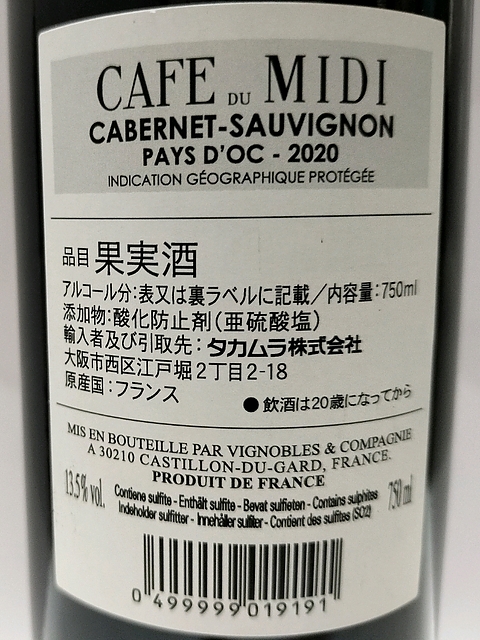 CAFE DU MIDI
CABERNET-SAUVIGNON
PAYS D'OC - 2020
INDICATION GÉOGRAPHIQUE PROTÉGÉE
品目 果実酒
アルコール分:表又は裏ラベルに記載／内容量:750ml
添加物:酸化防止剤(亜硫酸塩)
輸入者及び引取先:タカムラ株式会社
大阪市西区江戸堀2丁目2-18
原産国:フランス
●飲酒は20歳になってから
MIS EN BOUTEILLE PAR VIGNOBLES & COMPAGNIE
A 30210 CASTILLON-DU-GARD, FRANCE.
PRODUIT DE FRANCE
13.5% vol.
Contiene sulfite - Enthält sulfite - Bevat sulfieten - Contains sulphites
Indeholder sulfitter - Innehåller sulfiter - Contient des sulfites (SO2)
750 ml
0 499999 019191